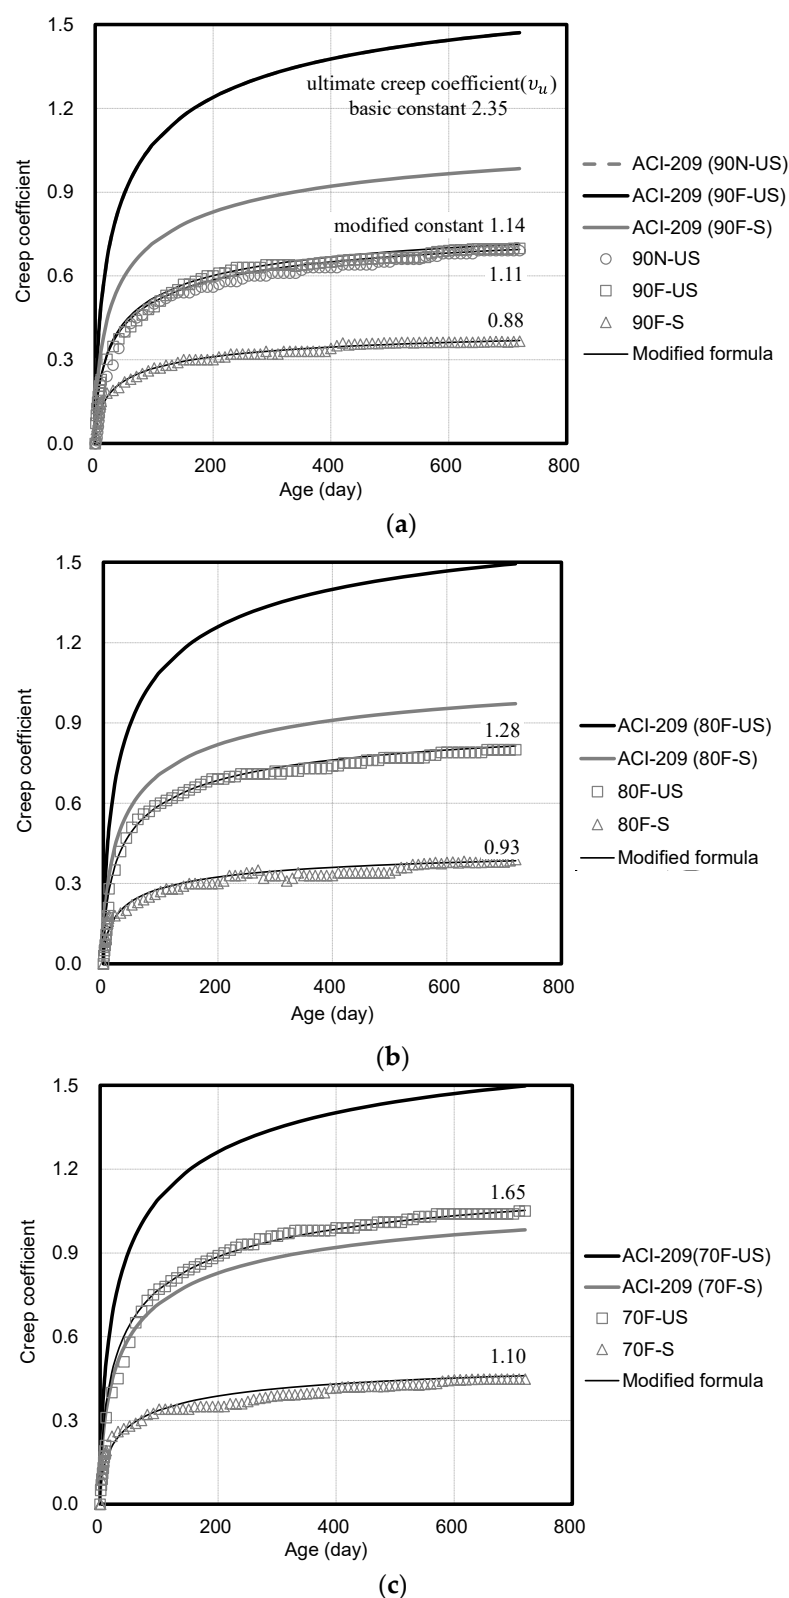 1.5
1.2
0.9
0.6
0.3
0.0
Creep coefficient
ultimate creep coefficient(υᵤ)
basic constant 2.35
modified constant 1.14
1.11
0.88
0 200 400 600 800
Age (day)
ACI-209 (90N-US)
ACI-209 (90F-US)
ACI-209 (90F-S)
90N-US
90F-US
90F-S
Modified formula
(a)
1.5
1.2
0.9
0.6
0.3
0.0
Creep coefficient
1.28
0.93
0 200 400 600 800
Age (day)
ACI-209 (80F-US)
ACI-209 (80F-S)
80F-US
80F-S
Modified formula
(b)
1.5
1.2
0.9
0.6
0.3
0.0
Creep coefficient
1.65
1.10
0 200 400 600 800
Age (day)
ACI-209(70F-US)
ACI-209 (70F-S)
70F-US
70F-S
Modified formula
(c)